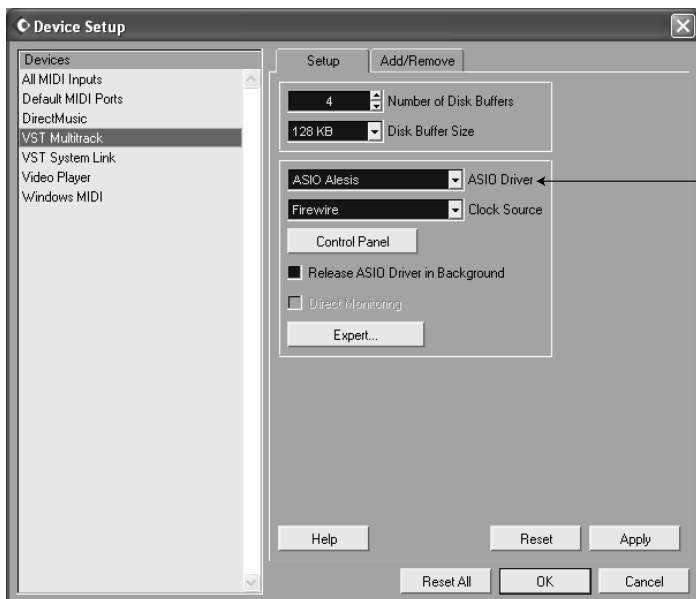 Device Setup
Devices
All MIDI Inputs
Default MIDI Ports
DirectMusic
VST Multitrack
VST System Link
Video Player
Windows MIDI
Setup
Add/Remove
4 Number of Disk Buffers
128 KB Disk Buffer Size
ASIO Alesis ASIO Driver
Firewire Clock Source
Control Panel
Release ASIO Driver in Background
Direct Monitoring
Expert...
Help
Reset
Apply
Reset All
OK
Cancel